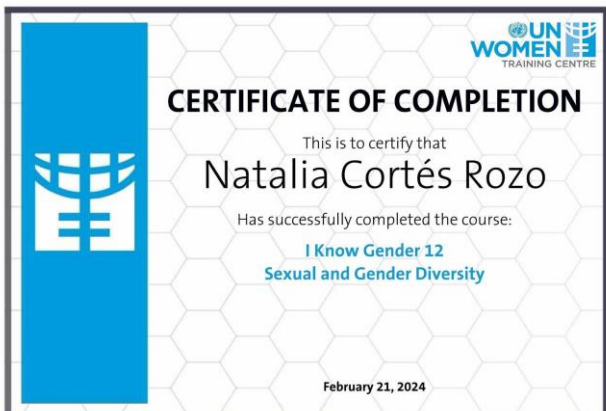 UN
WOMEN
TRAINING CENTRE
CERTIFICATE OF COMPLETION
This is to certify that
Natalia Cortés Rozo
Has successfully completed the course:
I Know Gender 12
Sexual and Gender Diversity
February 21, 2024